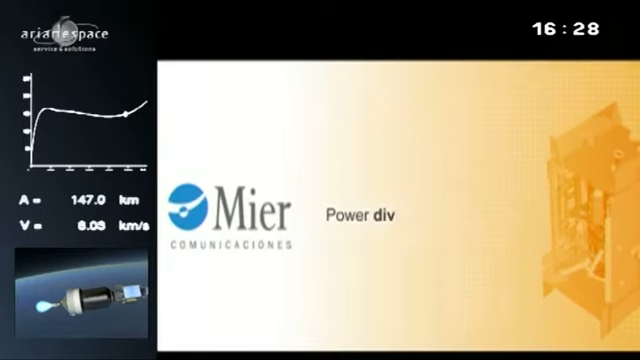 arianespace
service & solutions
16:28
A = 147.0 km
V = 6.03 km/s
Mier
COMUNICACIONES
Power div